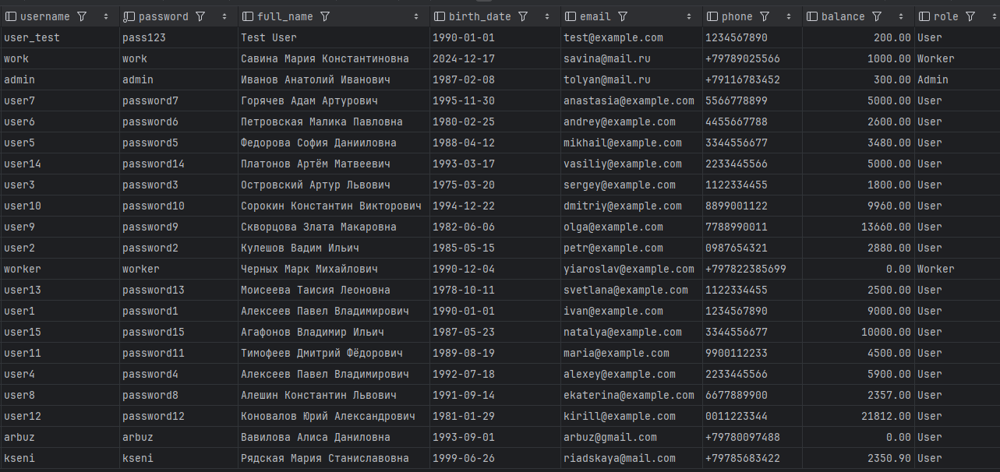 username password full_name birth_date email phone balance role
user_test pass123 Test User 1990-01-01 test@example.com 1234567890 200.00 User
work work Савина Мария Константиновна 2024-12-17 savina@mail.ru +79789025566 1000.00 Worker
admin admin Иванов Анатолий Иванович 1987-02-08 tolyan@mail.ru +79116783452 300.00 Admin
user7 password7 Горячев Адам Артурович 1995-11-30 anastasia@example.com 5566778899 5000.00 User
user6 password6 Петровская Малика Павловна 1980-02-25 andrey@example.com 4455667788 2600.00 User
user5 password5 Федорова София Данииловна 1988-04-12 mikhail@example.com 3344556677 3480.00 User
user14 password14 Платонов Артём Матвеевич 1993-03-17 vasiliy@example.com 2233445566 5000.00 User
user3 password3 Островский Артур Львович 1975-03-20 sergey@example.com 1122334455 1800.00 User
user10 password10 Сорокин Константин Викторович 1994-12-22 dmitriy@example.com 8899001122 9960.00 User
user9 password9 Скворцова Злата Макаровна 1982-06-06 olga@example.com 7788990011 13660.00 User
user2 password2 Кулешов Вадим Ильич 1985-05-15 petr@example.com 0987654321 2880.00 User
worker worker Черных Марк Михайлович 1990-12-04 yiaroslav@example.com +797822385699 0.00 Worker
user13 password13 Моисеева Таисия Леоновна 1978-10-11 svetlana@example.com 1122334455 2500.00 User
user1 password1 Алексеев Павел Владимирович 1990-01-01 ivan@example.com 1234567890 9000.00 User
user15 password15 Агафонов Владимир Ильич 1987-05-23 natalya@example.com 3344556677 10000.00 User
user11 password11 Тимофеев Дмитрий Фёдорович 1989-08-19 maria@example.com 9900112233 4500.00 User
user4 password4 Алексеев Павел Владимирович 1992-07-18 alexey@example.com 2233445566 5900.00 User
user8 password8 Алешин Константин Львович 1991-09-14 ekaterina@example.com 6677889900 2357.00 User
user12 password12 Коновалов Юрий Александрович 1981-01-29 kirill@example.com 0011223344 21812.00 User
arbuz arbuz Вавилова Алиса Даниловна 1993-09-01 arbuz@gmail.com +79780097488 0.00 User
kseni kseni Рядская Мария Станиславовна 1999-06-26 riadskaya@mail.com +79785683422 2350.90 User